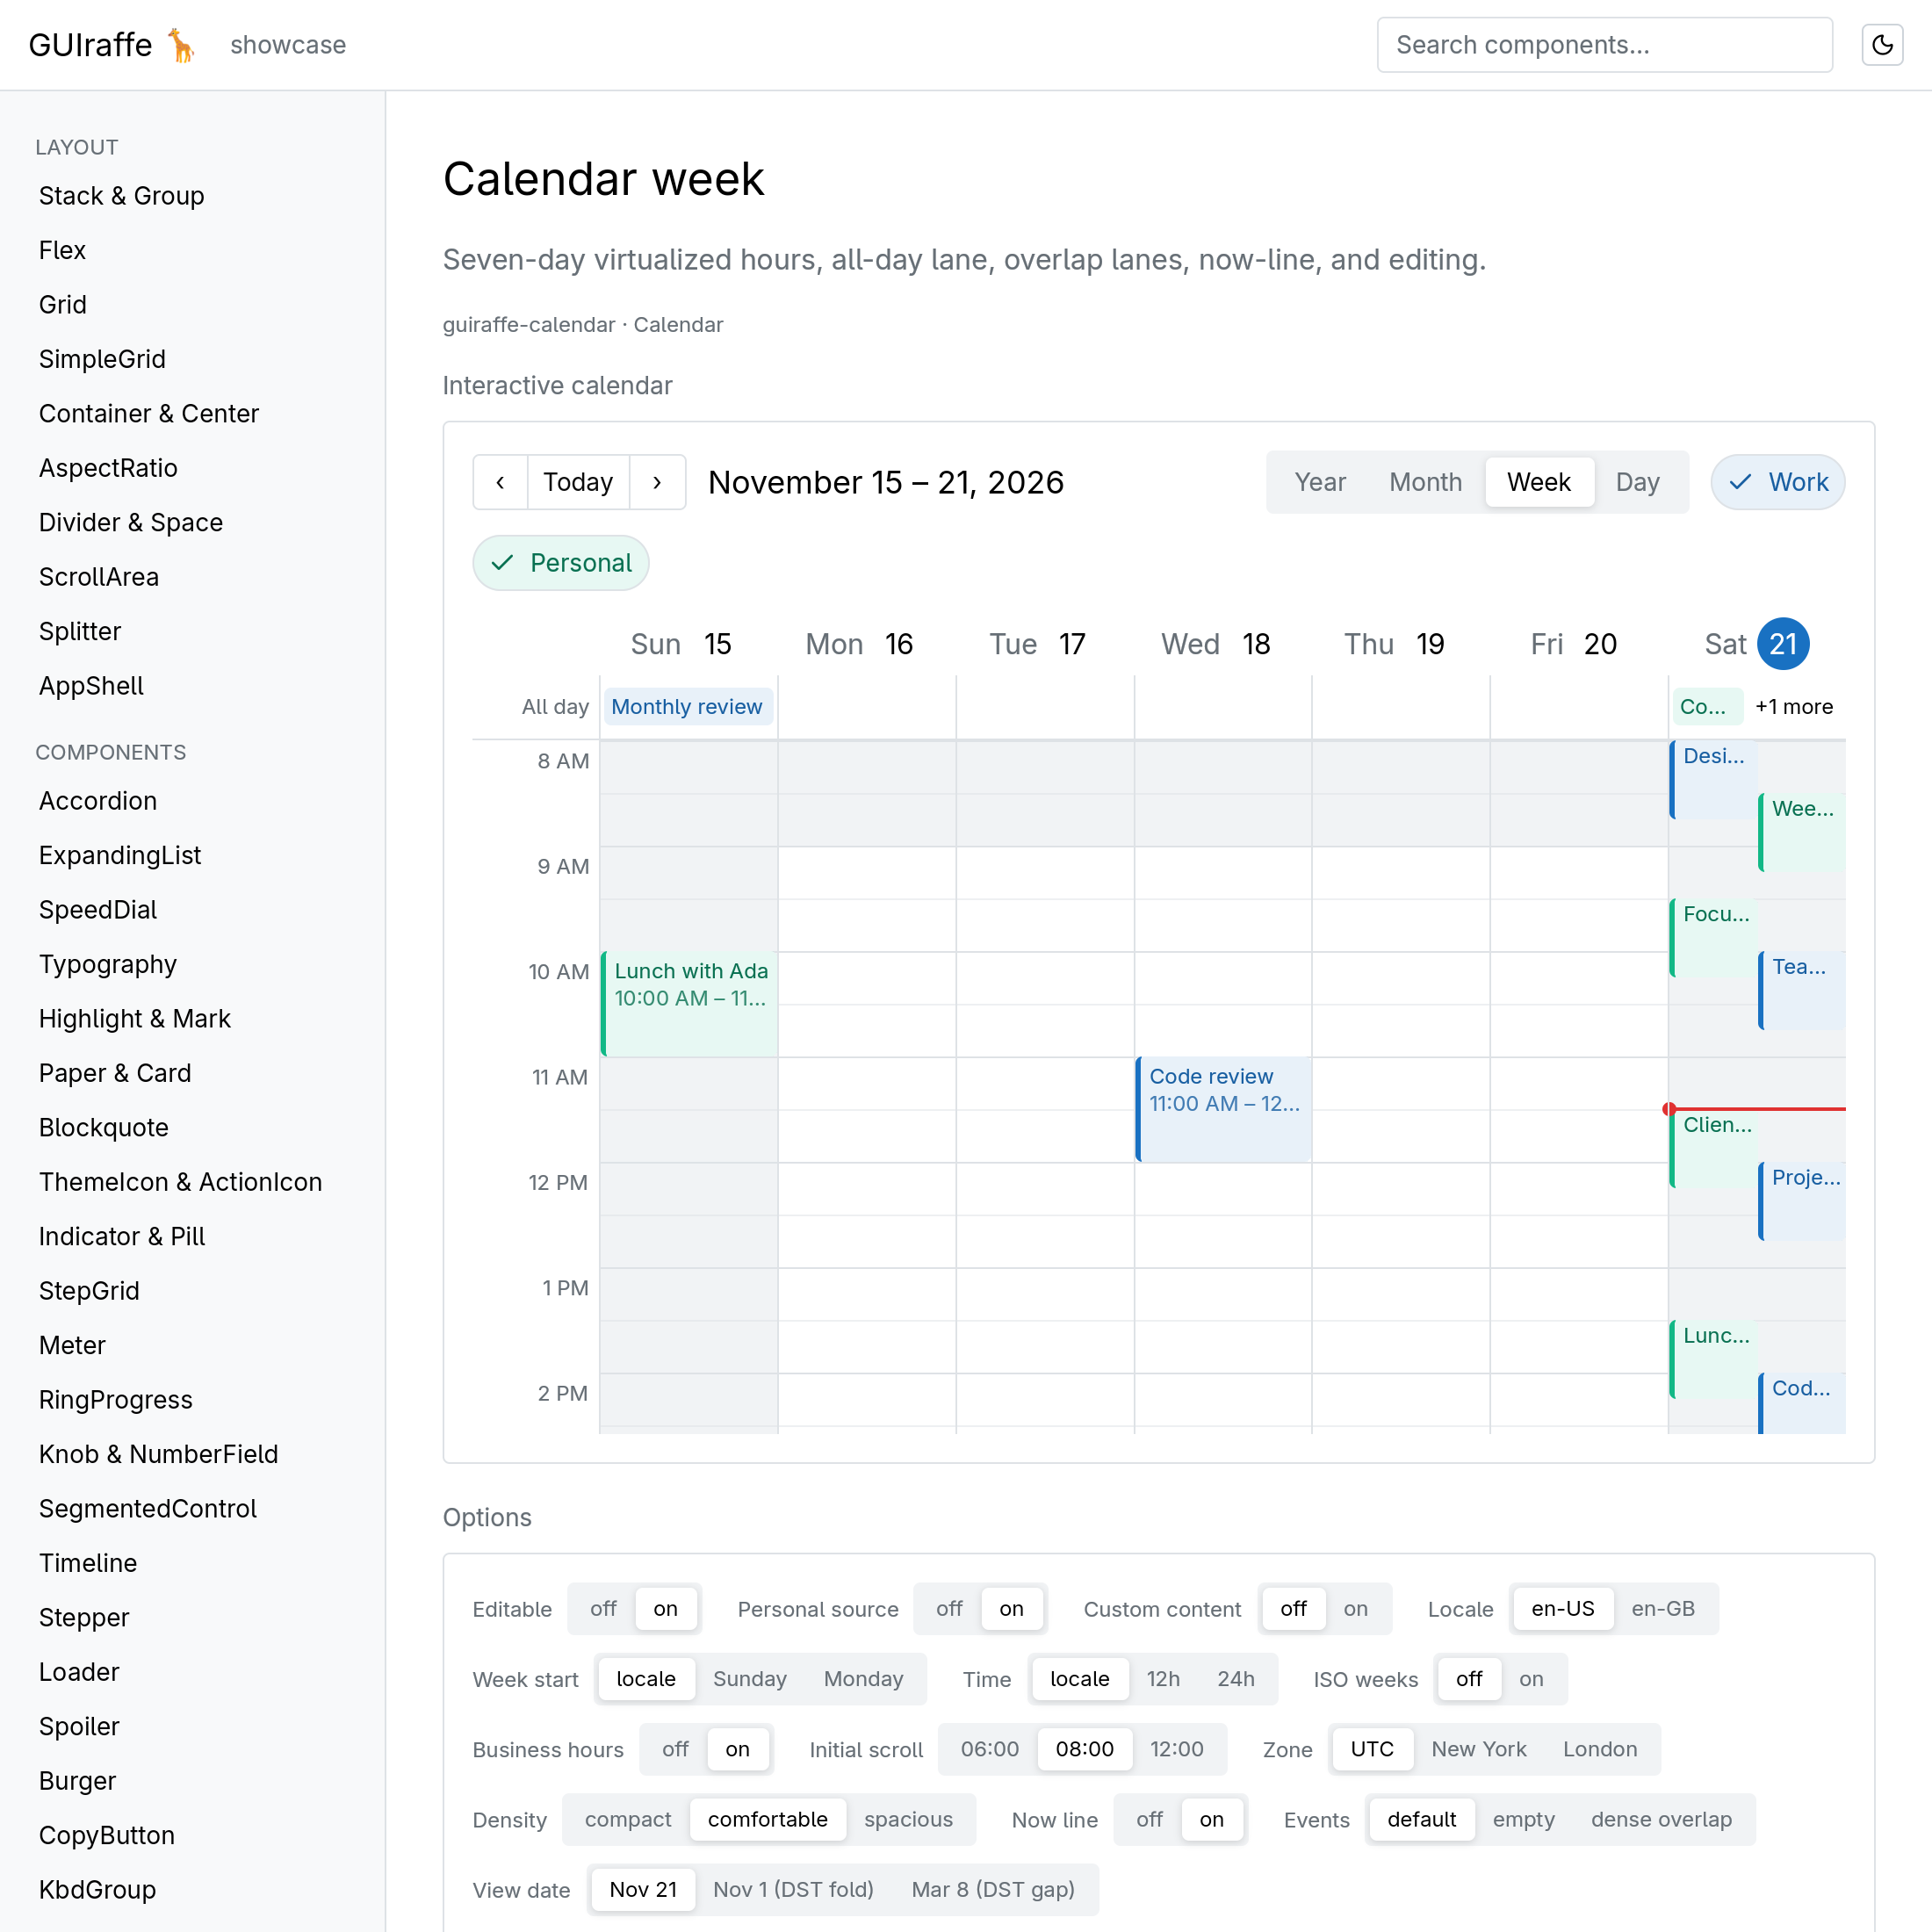 GUIraffe 🦒 showcase
Search components...
LAYOUT
Stack & Group
Flex
Grid
SimpleGrid
Container & Center
AspectRatio
Divider & Space
ScrollArea
Splitter
AppShell
COMPONENTS
Accordion
ExpandingList
SpeedDial
Typography
Highlight & Mark
Paper & Card
Blockquote
ThemeIcon & ActionIcon
Indicator & Pill
StepGrid
Meter
RingProgress
Knob & NumberField
SegmentedControl
Timeline
Stepper
Loader
Spoiler
Burger
CopyButton
KbdGroup
Calendar week
Seven-day virtualized hours, all-day lane, overlap lanes, now-line, and editing.
guiraffe-calendar · Calendar
Interactive calendar
‹ Today › November 15 – 21, 2026 Year Month Week Day Work
Personal
Sun 15 Mon 16 Tue 17 Wed 18 Thu 19 Fri 20 Sat 21
All day Monthly review Co... +1 more
8 AM Desi...
Wee...
9 AM
Focu...
10 AM Lunch with Ada Tea...
10:00 AM – 11...
11 AM Code review
11:00 AM – 12...
Clien...
12 PM Proje...
1 PM
Lunc...
2 PM Cod...
Options
Editable off on Personal source off on Custom content off on Locale en-US en-GB
Week start locale Sunday Monday Time locale 12h 24h ISO weeks off on
Business hours off on Initial scroll 06:00 08:00 12:00 Zone UTC New York London
Density compact comfortable spacious Now line off on Events default empty dense overlap
View date Nov 21 Nov 1 (DST fold) Mar 8 (DST gap)